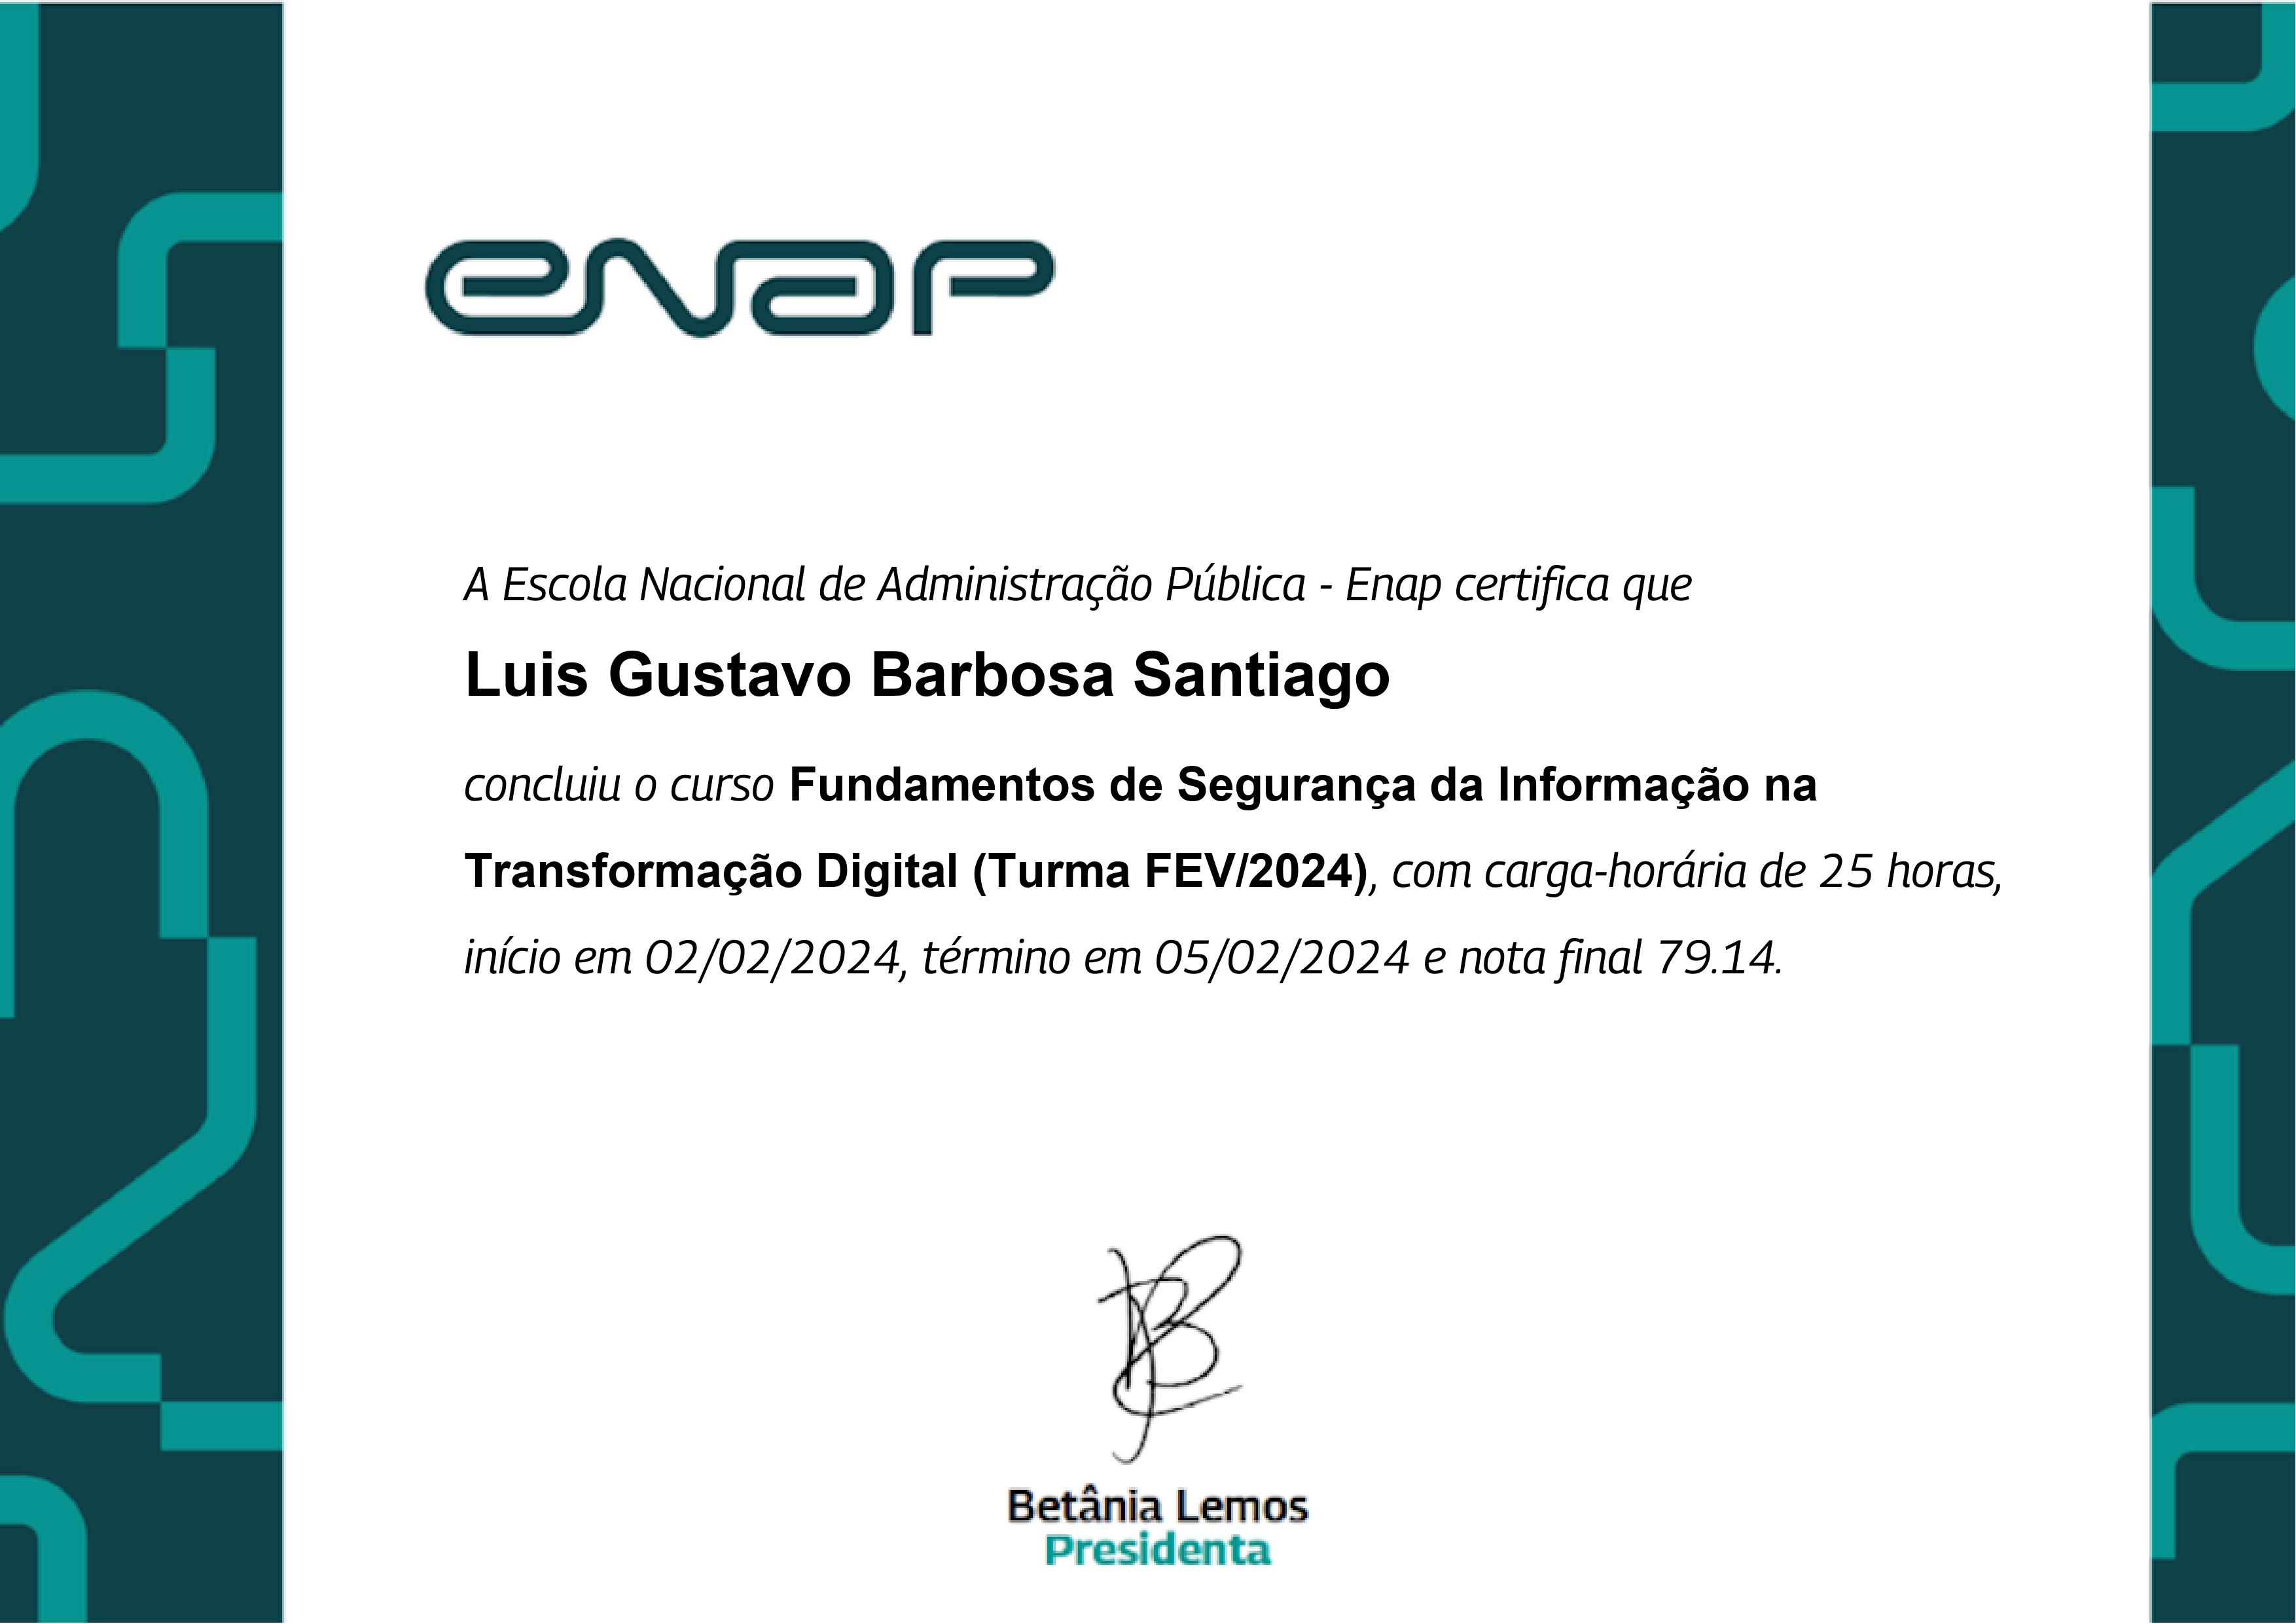 enap
A Escola Nacional de Administração Pública - Enap certifica que
Luis Gustavo Barbosa Santiago
concluiu o curso Fundamentos de Segurança da Informação na
Transformação Digital (Turma FEV/2024), com carga-horária de 25 horas,
início em 02/02/2024, término em 05/02/2024 e nota final 79.14.
Betânia Lemos
Presidenta